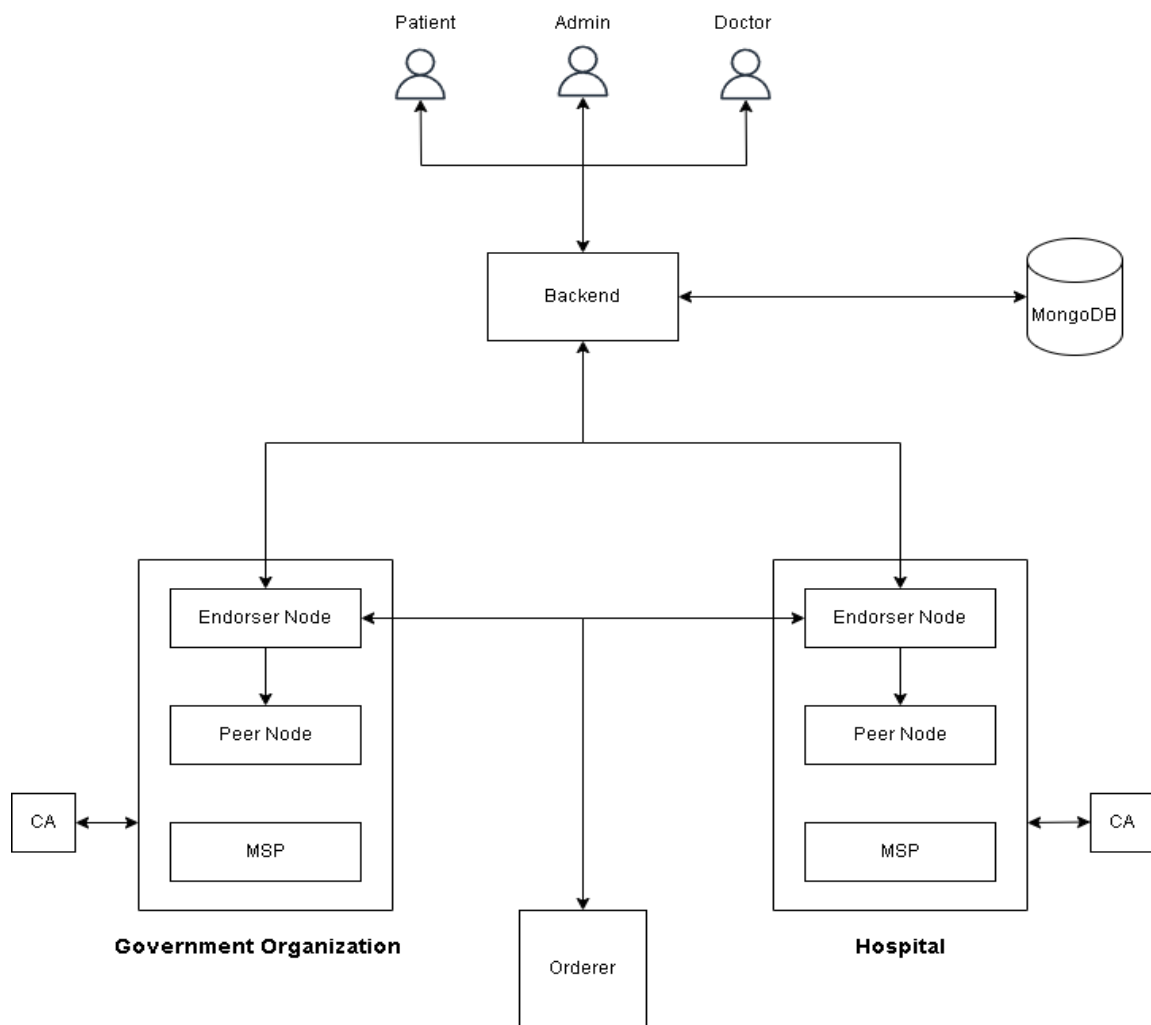 Patient
Admin
Doctor
Backend
MongoDB
Endorser Node
Endorser Node
Peer Node
Peer Node
CA
MSP
MSP
CA
Government Organization
Hospital
Orderer